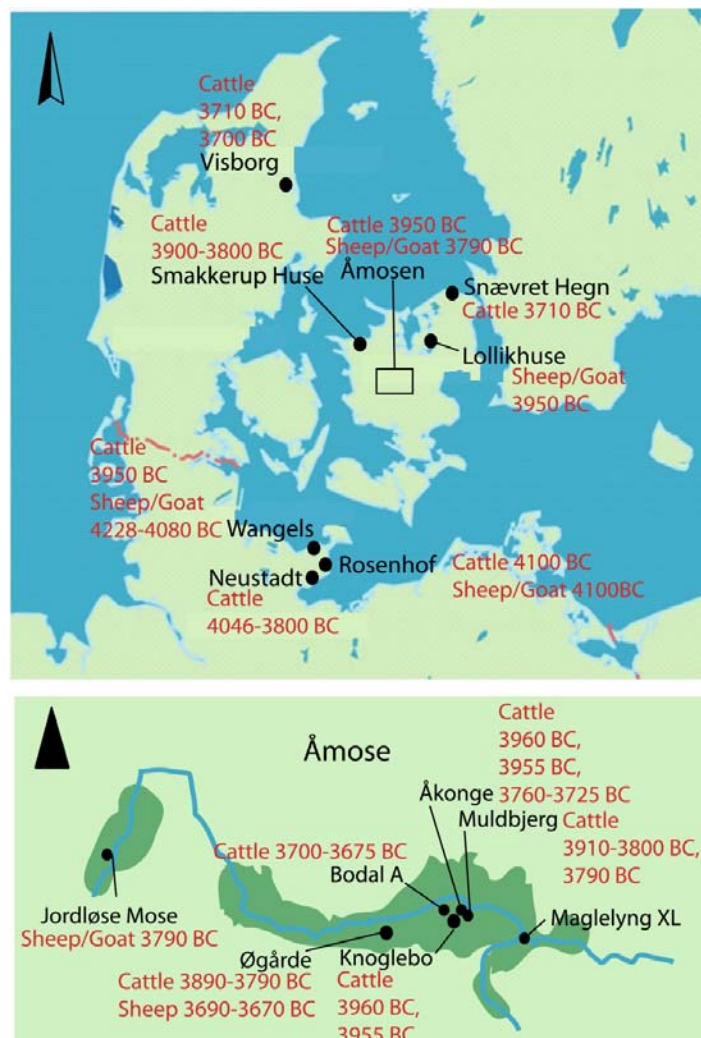 Cattle
3710 BC,
3700 BC
Visborg
Cattle
3900-3800 BC
Smakkerup Huse
Cattle 3950 BC
Sheep/Goat 3790 BC
Åmosen
Snævret Hegn
Cattle 3710 BC
Lollikhuse
Sheep/Goat
3950 BC
Cattle
3950 BC
Sheep/Goat
4228-4080 BC
Wangels
Rosenhof
Cattle 4100 BC
Sheep/Goat 4100BC
Neustadt
Cattle
4046-3800 BC
Åmose
Cattle
3960 BC,
3955 BC,
3760-3725 BC
Åkonge
Muldbjerg
Cattle
3910-3800 BC,
3790 BC
Cattle 3700-3675 BC
Bodal A
Jordløse Mose
Sheep/Goat 3790 BC
Maglelyng XL
Øgårde
Cattle 3890-3790 BC
Sheep 3690-3670 BC
Knoglebo
Cattle
3960 BC,
3955 BC